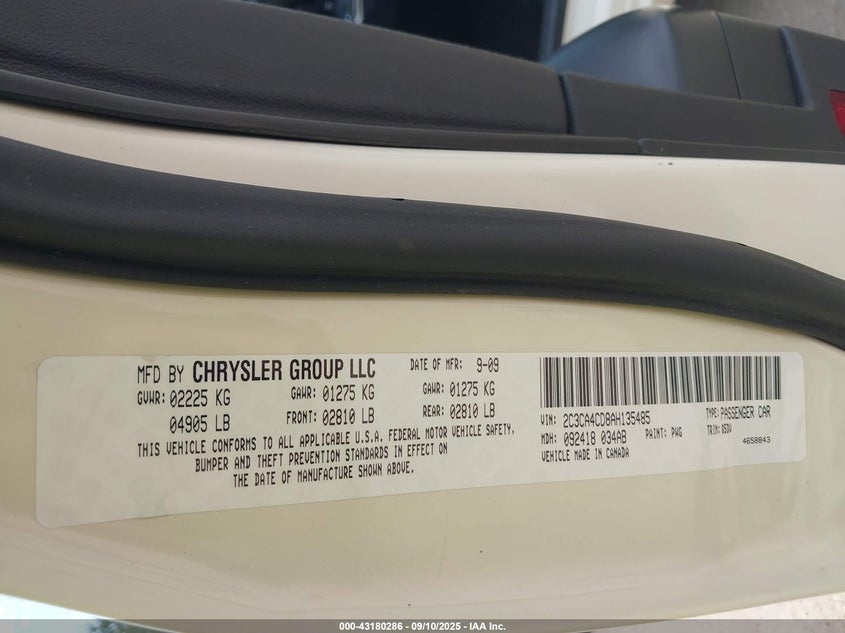 MFD BY CHRYSLER GROUP LLC DATE OF MFR: 9-09
GVWR: 02225 KG GAWR: 01275 KG GAWR: 01275 KG
04905 LB FRONT: 02810 LB REAR: 02810 LB
THIS VEHICLE CONFORMS TO ALL APPLICABLE U.S.A. FEDERAL MOTOR VEHICLE SAFETY,
BUMPER AND THEFT PREVENTION STANDARDS IN EFFECT ON
THE DATE OF MANUFACTURE SHOWN ABOVE.
VIN: 2C3CA4CD8AH135485 TYPE: PASSENGER CAR
MDH: 092418 034AB PAINT: PWG TRIM: @5DV
VEHICLE MADE IN CANADA 4658843
000-43180286 - 09/10/2025 - IAA Inc.